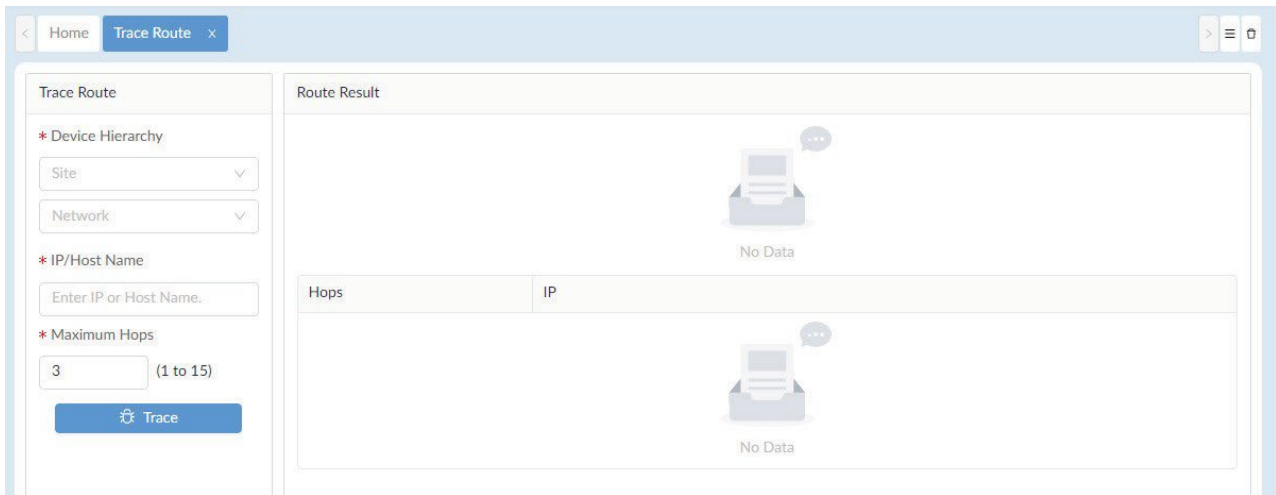 Home
Trace Route
Trace Route
* Device Hierarchy
Site
Network
* IP/Host Name
Enter IP or Host Name.
* Maximum Hops
3 (1 to 15)
Trace
Route Result
No Data
Hops IP
No Data